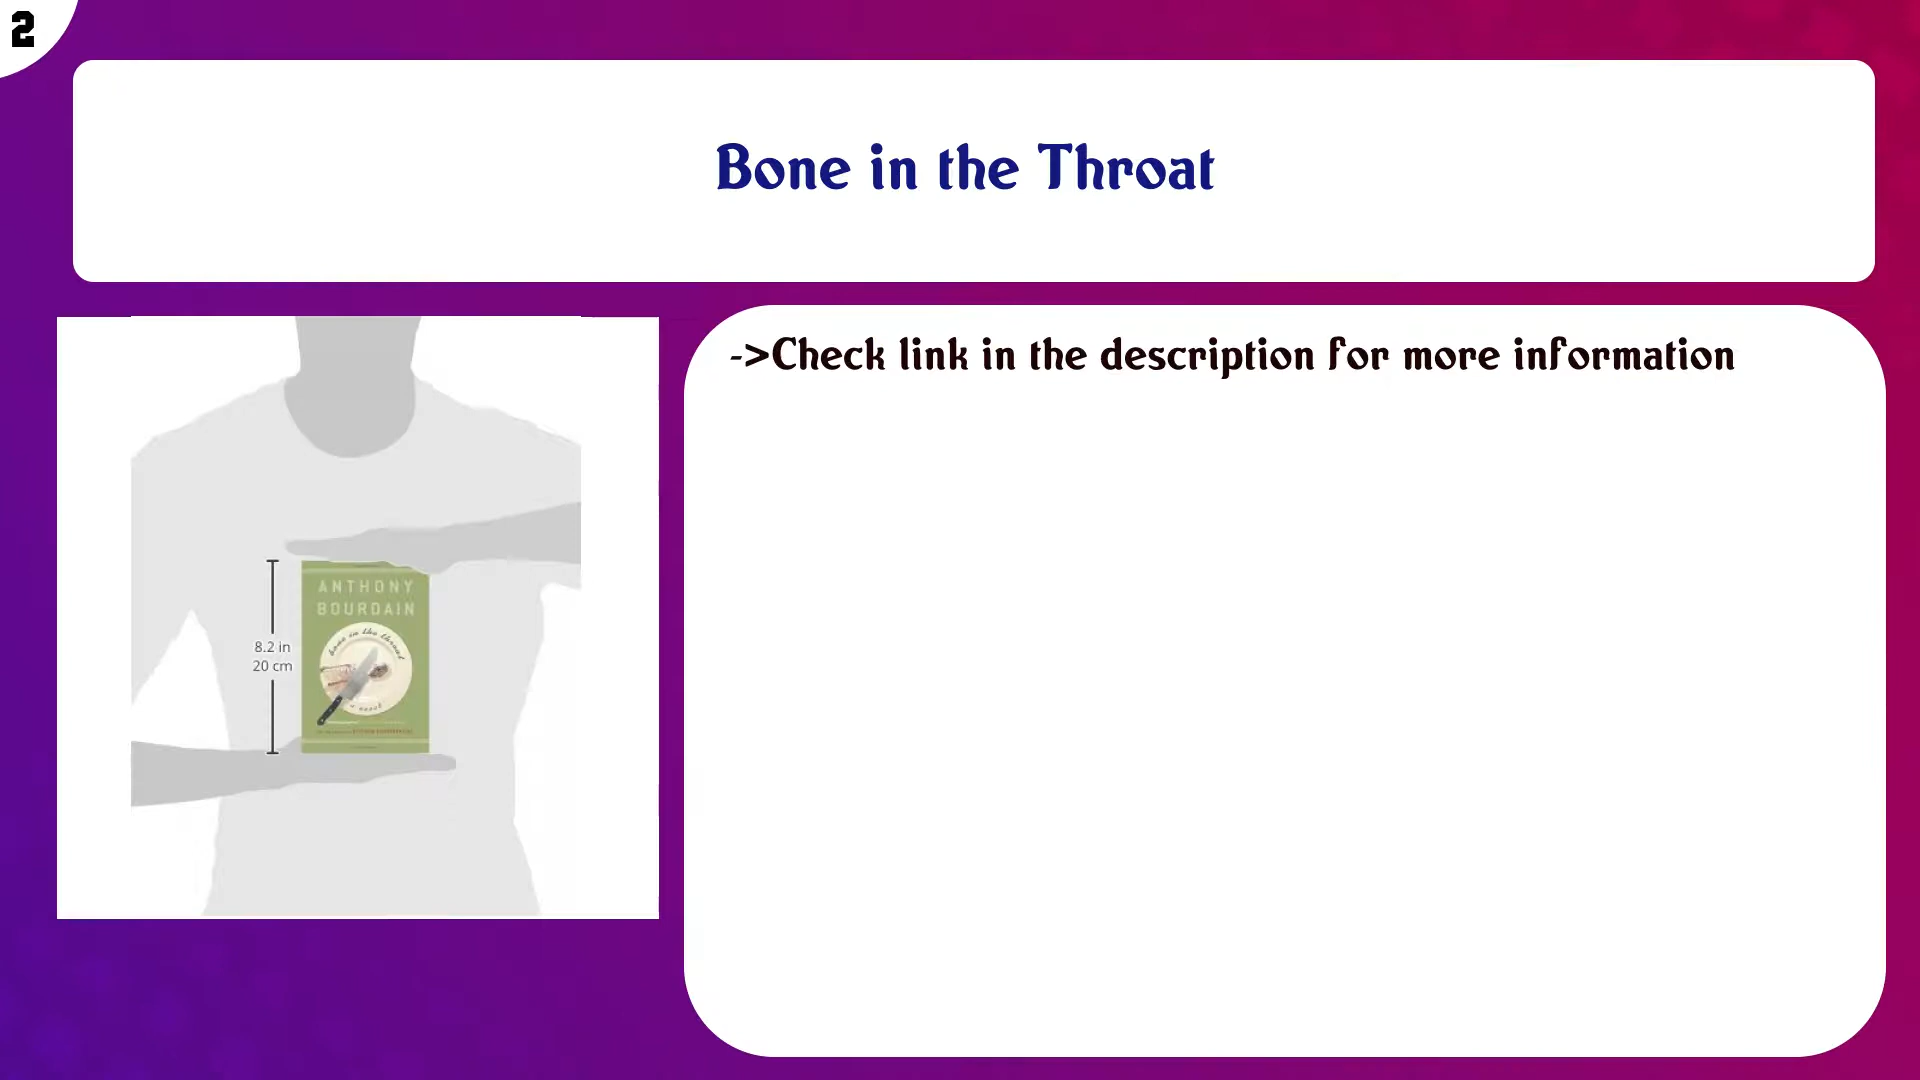 2
Bone in the Throat
->Check link in the description for more information
ANTHONY
BOURDAIN
bone in the throat
a novel
8.2 in
20 cm